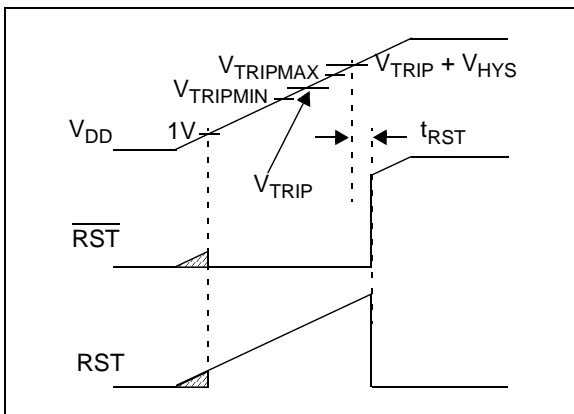 VTRIPMAX
VTRIP + VHYS
VTRIPMIN
1V
VDD
tRST
VTRIP
RST
RST